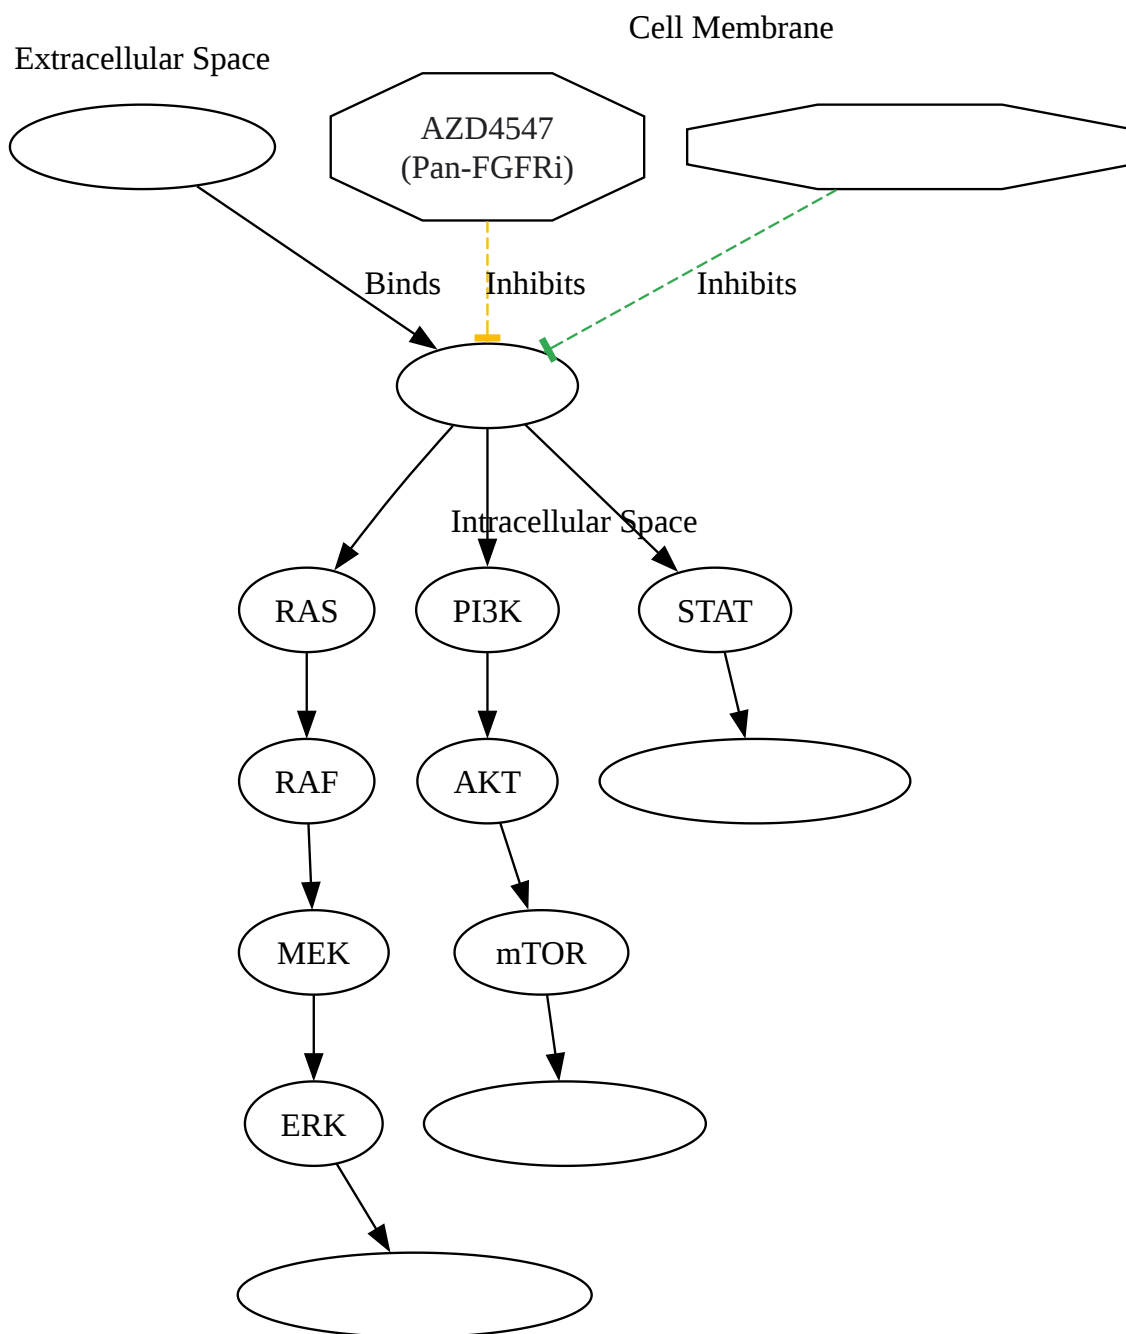 Cell Membrane
Extracellular Space
AZD4547
(Pan-FGFRi)
Binds
Inhibits
Inhibits
Intracellular Space
RAS
PI3K
STAT
RAF
AKT
MEK
mTOR
ERK